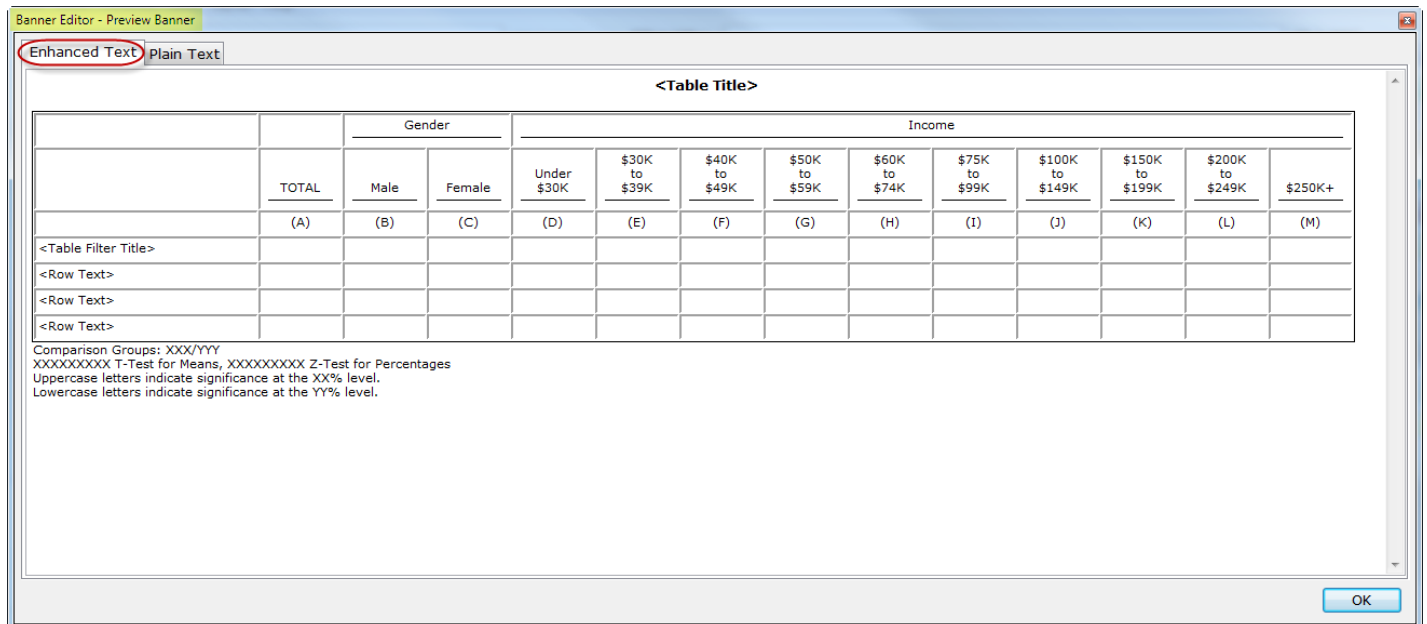 Banner Editor - Preview Banner
Enhanced Text Plain Text
<Table Title>
Gender Income
TOTAL Male Female Under $30K $30K to $39K $40K to $49K $50K to $59K $60K to $74K $75K to $99K $100K to $149K $150K to $199K $200K to $249K $250K+
(A) (B) (C) (D) (E) (F) (G) (H) (I) (J) (K) (L) (M)
<Table Filter Title>
<Row Text>
<Row Text>
<Row Text>
Comparison Groups: XXX/YYY
XXXXXXXXX T-Test for Means, XXXXXXXXX Z-Test for Percentages
Uppercase letters indicate significance at the XX% level.
Lowercase letters indicate significance at the YY% level.
OK